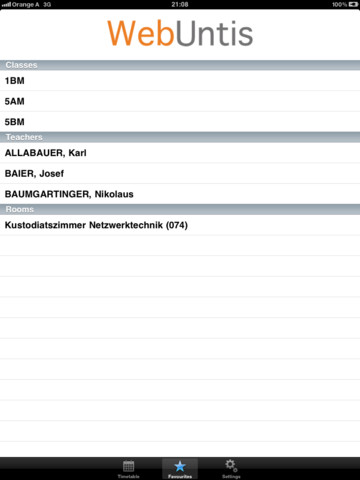 Orange A 3G 21:08 100%
WebUntis
Classes
1BM
5AM
5BM
Teachers
ALLABAUER, Karl
BAIER, Josef
BAUMGARTINGER, Nikolaus
Rooms
Kustodiatszimmer Netzwerktechnik (074)
Timetable Favourites Settings